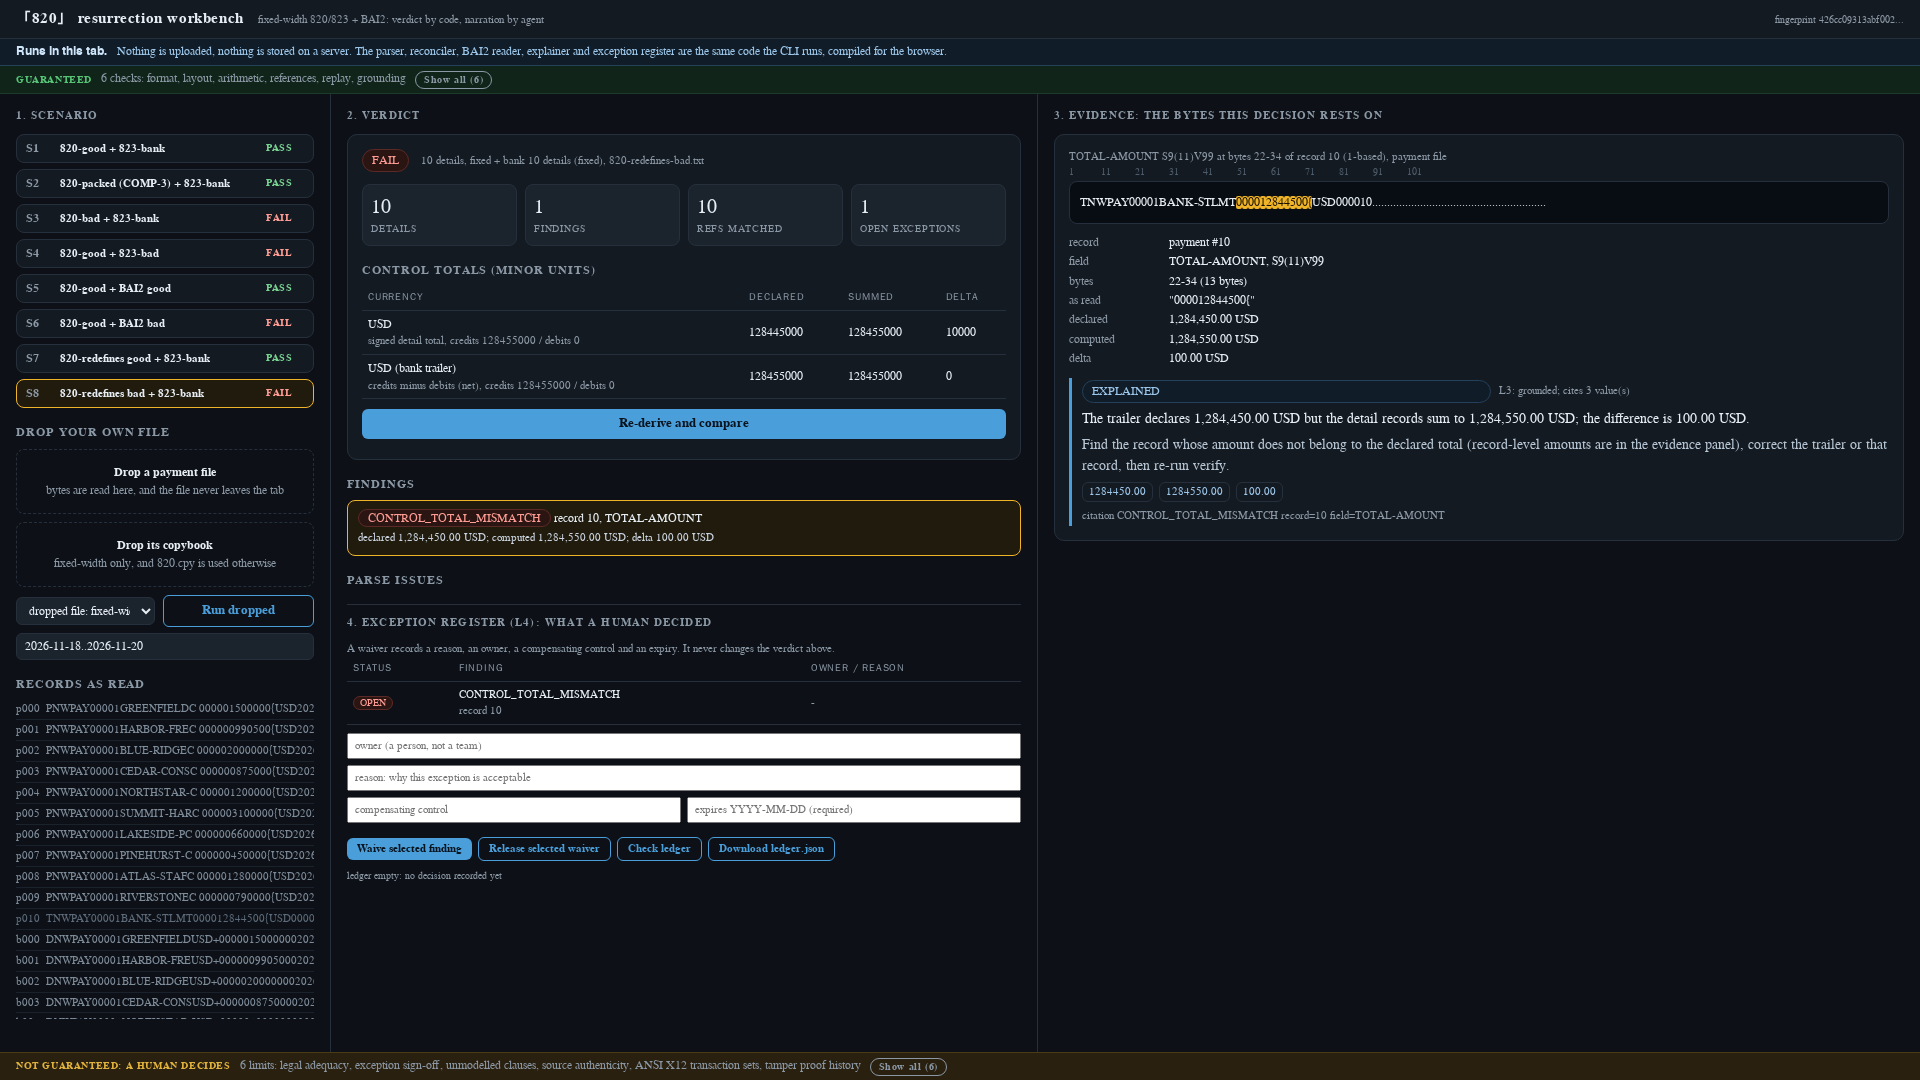 「820」 resurrection workbench
fixed-width 820/823 + BAI2: verdict by code, narration by agent
fingerprint 426cc09313abf002...
Runs in this tab. Nothing is uploaded, nothing is stored on a server. The parser, reconciler, BAI2 reader, explainer and exception register are the same code the CLI runs, compiled for the browser.
GUARANTEED 6 checks: format, layout, arithmetic, references, replay, grounding Show all (6)
1. SCENARIO
S1 820-good + 823-bank PASS
S2 820-packed (COMP-3) + 823-bank PASS
S3 820-bad + 823-bank FAIL
S4 820-good + 823-bad FAIL
S5 820-good + BAI2 good PASS
S6 820-good + BAI2 bad FAIL
S7 820-redefines good + 823-bank PASS
S8 820-redefines bad + 823-bank FAIL
DROP YOUR OWN FILE
Drop a payment file
bytes are read here, and the file never leaves the tab
Drop its copybook
fixed-width only, and 820.cpy is used otherwise
dropped file: fixed-wi
Run dropped
2026-11-18..2026-11-20
RECORDS AS READ
p000 PNWPAY00001GREENFIELDC 000001500000{USD202
p001 PNWPAY00001HARBOR-FREC 000000990500{USD202
p002 PNWPAY00001BLUE-RIDGEC 000002000000{USD202
p003 PNWPAY00001CEDAR-CONSC 000000875000{USD202
p004 PNWPAY00001NORTHSTAR-C 000001200000{USD202
p005 PNWPAY00001SUMMIT-HARC 000003100000{USD202
p006 PNWPAY00001LAKESIDE-PC 000000660000{USD2026
p007 PNWPAY00001PINEHURST-C 000000450000{USD2026
p008 PNWPAY00001ATLAS-STAFC 000001280000{USD202
p009 PNWPAY00001RIVERSTONEC 000000790000{USD202
p010 TNWPAY00001BANK-STLMT000012844500{USD0000
b000 DNWPAY00001GREENFIELDUSD+0000015000000202
b001 DNWPAY00001HARBOR-FREUSD+0000009905000202
b002 DNWPAY00001BLUE-RIDGEUSD+0000020000000202
b003 DNWPAY00001CEDAR-CONSUSD+0000008750000202
2. VERDICT
FAIL 10 details, fixed + bank 10 details (fixed), 820-redefines-bad.txt
10 DETAILS
1 FINDINGS
10 REFS MATCHED
1 OPEN EXCEPTIONS
CONTROL TOTALS (MINOR UNITS)
CURRENCY DECLARED SUMMED DELTA
USD
signed detail total, credits 128455000 / debits 0
128445000 128455000 10000
USD (bank trailer)
credits minus debits (net), credits 128455000 / debits 0
128455000 128455000 0
Re-derive and compare
FINDINGS
CONTROL_TOTAL_MISMATCH record 10, TOTAL-AMOUNT
declared 1,284,450.00 USD; computed 1,284,550.00 USD; delta 100.00 USD
PARSE ISSUES
4. EXCEPTION REGISTER (L4): WHAT A HUMAN DECIDED
A waiver records a reason, an owner, a compensating control and an expiry. It never changes the verdict above.
STATUS FINDING OWNER / REASON
OPEN CONTROL_TOTAL_MISMATCH -
record 10
owner (a person, not a team)
reason: why this exception is acceptable
compensating control
expires YYYY-MM-DD (required)
Waive selected finding Release selected waiver Check ledger Download ledger.json
ledger empty: no decision recorded yet
3. EVIDENCE: THE BYTES THIS DECISION RESTS ON
TOTAL-AMOUNT S9(11)V99 at bytes 22-34 of record 10 (1-based), payment file
1 11 21 31 41 51 61 71 81 91 101
TNWPAY00001BANK-STLMT000012844500{USD000010..........................................................
record payment #10
field TOTAL-AMOUNT, S9(11)V99
bytes 22-34 (13 bytes)
as read "000012844500{"
declared 1,284,450.00 USD
computed 1,284,550.00 USD
delta 100.00 USD
EXPLAINED L3: grounded; cites 3 value(s)
The trailer declares 1,284,450.00 USD but the detail records sum to 1,284,550.00 USD; the difference is 100.00 USD.
Find the record whose amount does not belong to the declared total (record-level amounts are in the evidence panel), correct the trailer or that
record, then re-run verify.
1284450.00 1284550.00 100.00
citation CONTROL_TOTAL_MISMATCH record=10 field=TOTAL-AMOUNT
NOT GUARANTEED: A HUMAN DECIDES 6 limits: legal adequacy, exception sign-off, unmodelled clauses, source authenticity, ANSI X12 transaction sets, tamper proof history Show all (6)